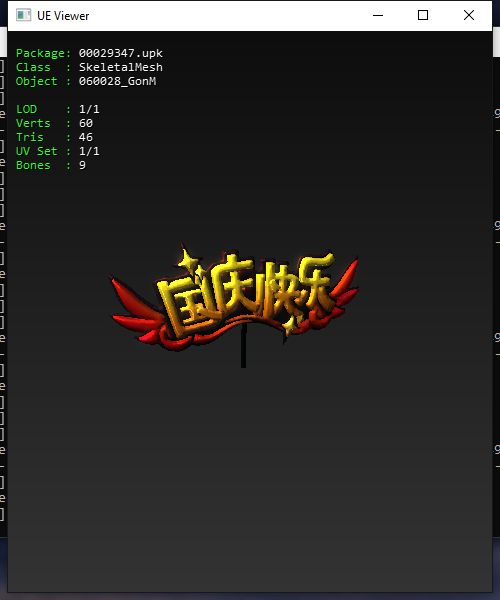 UE Viewer
Package: 00029347.upk
Class : SkeletalMesh
Object : 060028_GonM
LOD : 1/1
Verts : 60
Tris : 46
UV Set : 1/1
Bones : 9
国庆快乐